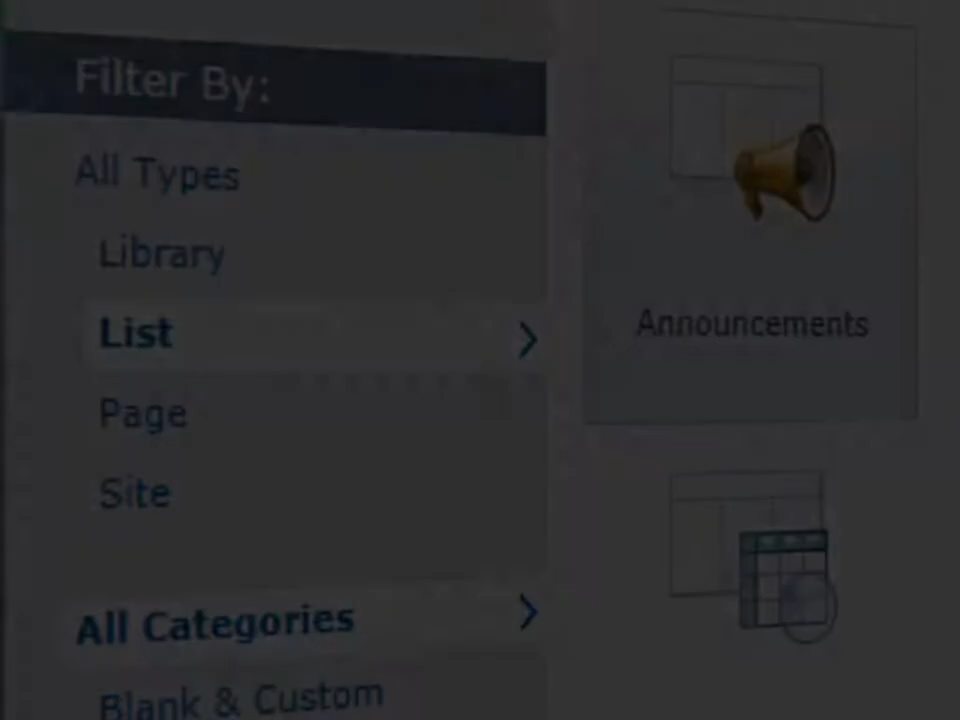 Filter By:
All Types
Library
List
Page
Site
All Categories
Blank & Custom
Announcements